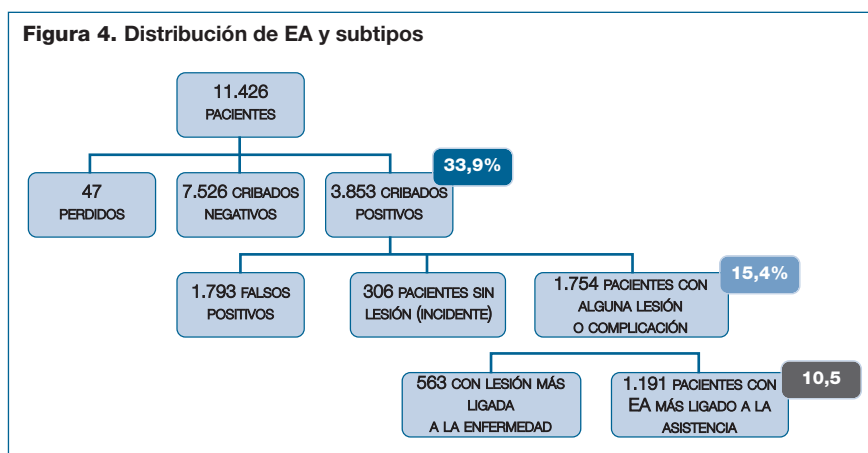 Figura 4. Distribución de EA y subtipos
11.426
PACIENTES
33,9%
47
PERDIDOS
7.526 CRIBADOS
NEGATIVOS
3.853 CRIBADOS
POSITIVOS
15,4%
1.793 FALSOS
POSITIVOS
306 PACIENTES SIN
LESIÓN (INCIDENTE)
1.754 PACIENTES CON
ALGUNA LESIÓN
O COMPLICACIÓN
10,5
563 CON LESIÓN MÁS
LIGADA
A LA ENFERMEDAD
1.191 PACIENTES CON
EA MÁS LIGADO A LA
ASISTENCIA